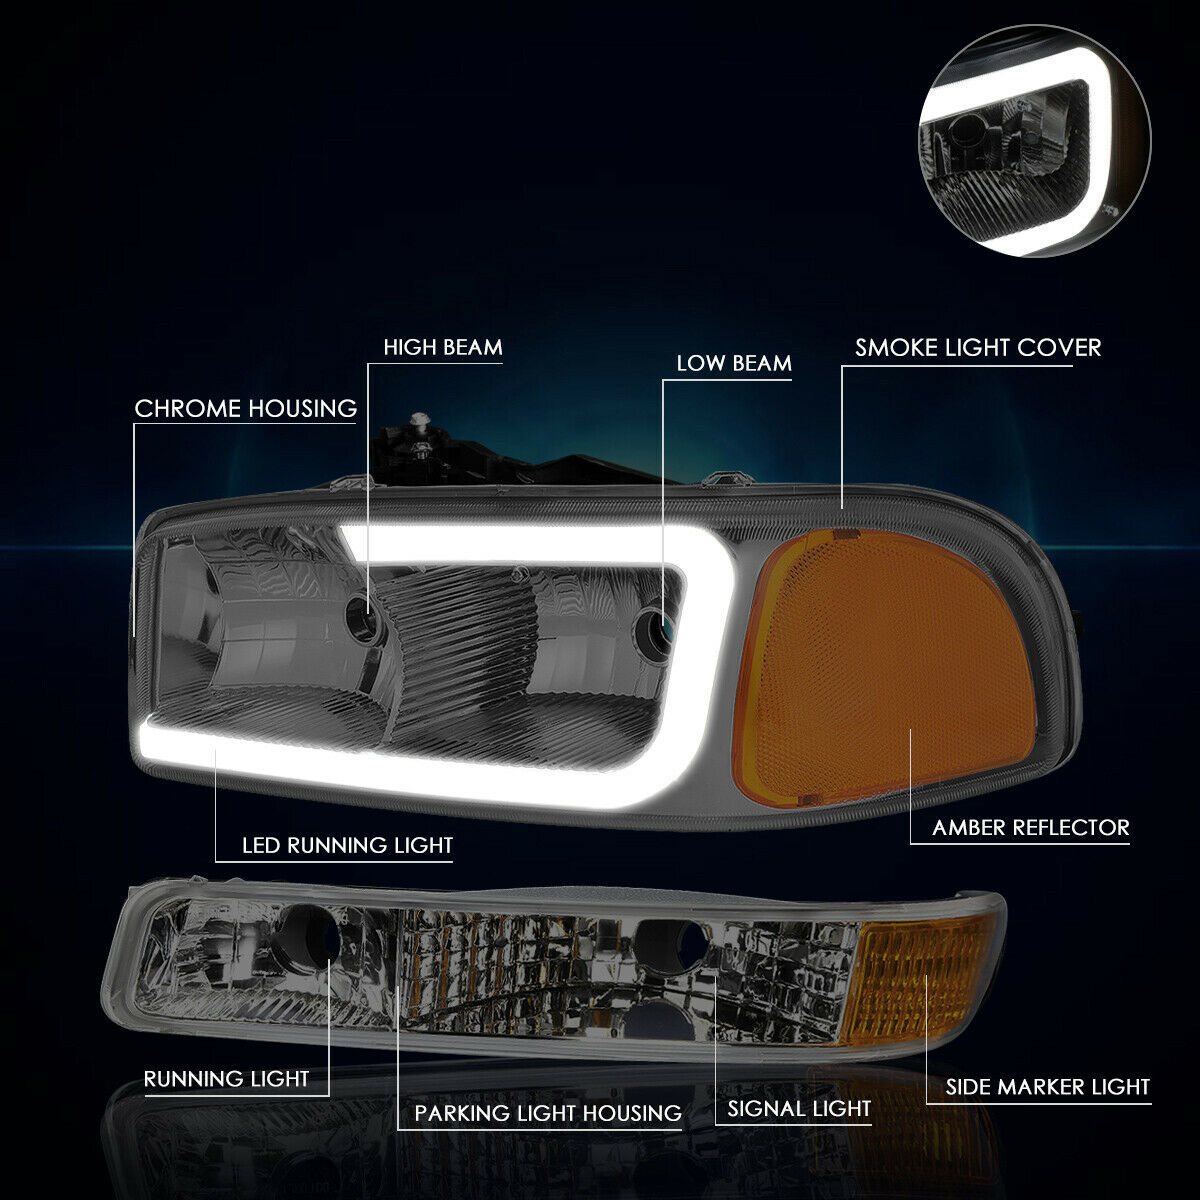 HIGH BEAM
LOW BEAM
SMOKE LIGHT COVER
CHROME HOUSING
AMBER REFLECTOR
LED RUNNING LIGHT
RUNNING LIGHT
PARKING LIGHT HOUSING
SIGNAL LIGHT
SIDE MARKER LIGHT